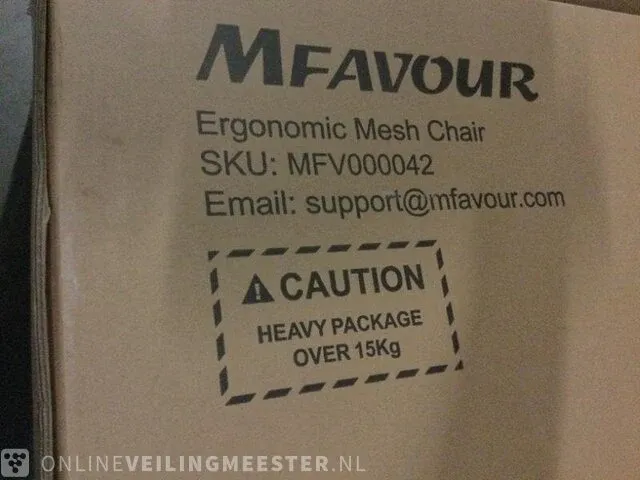 MFAVOUR
Ergonomic Mesh Chair
SKU: MFV000042
Email: support@mfavour.com
CAUTION
HEAVY PACKAGE
OVER 15Kg
ONLINEVEILINGMEESTER.NL